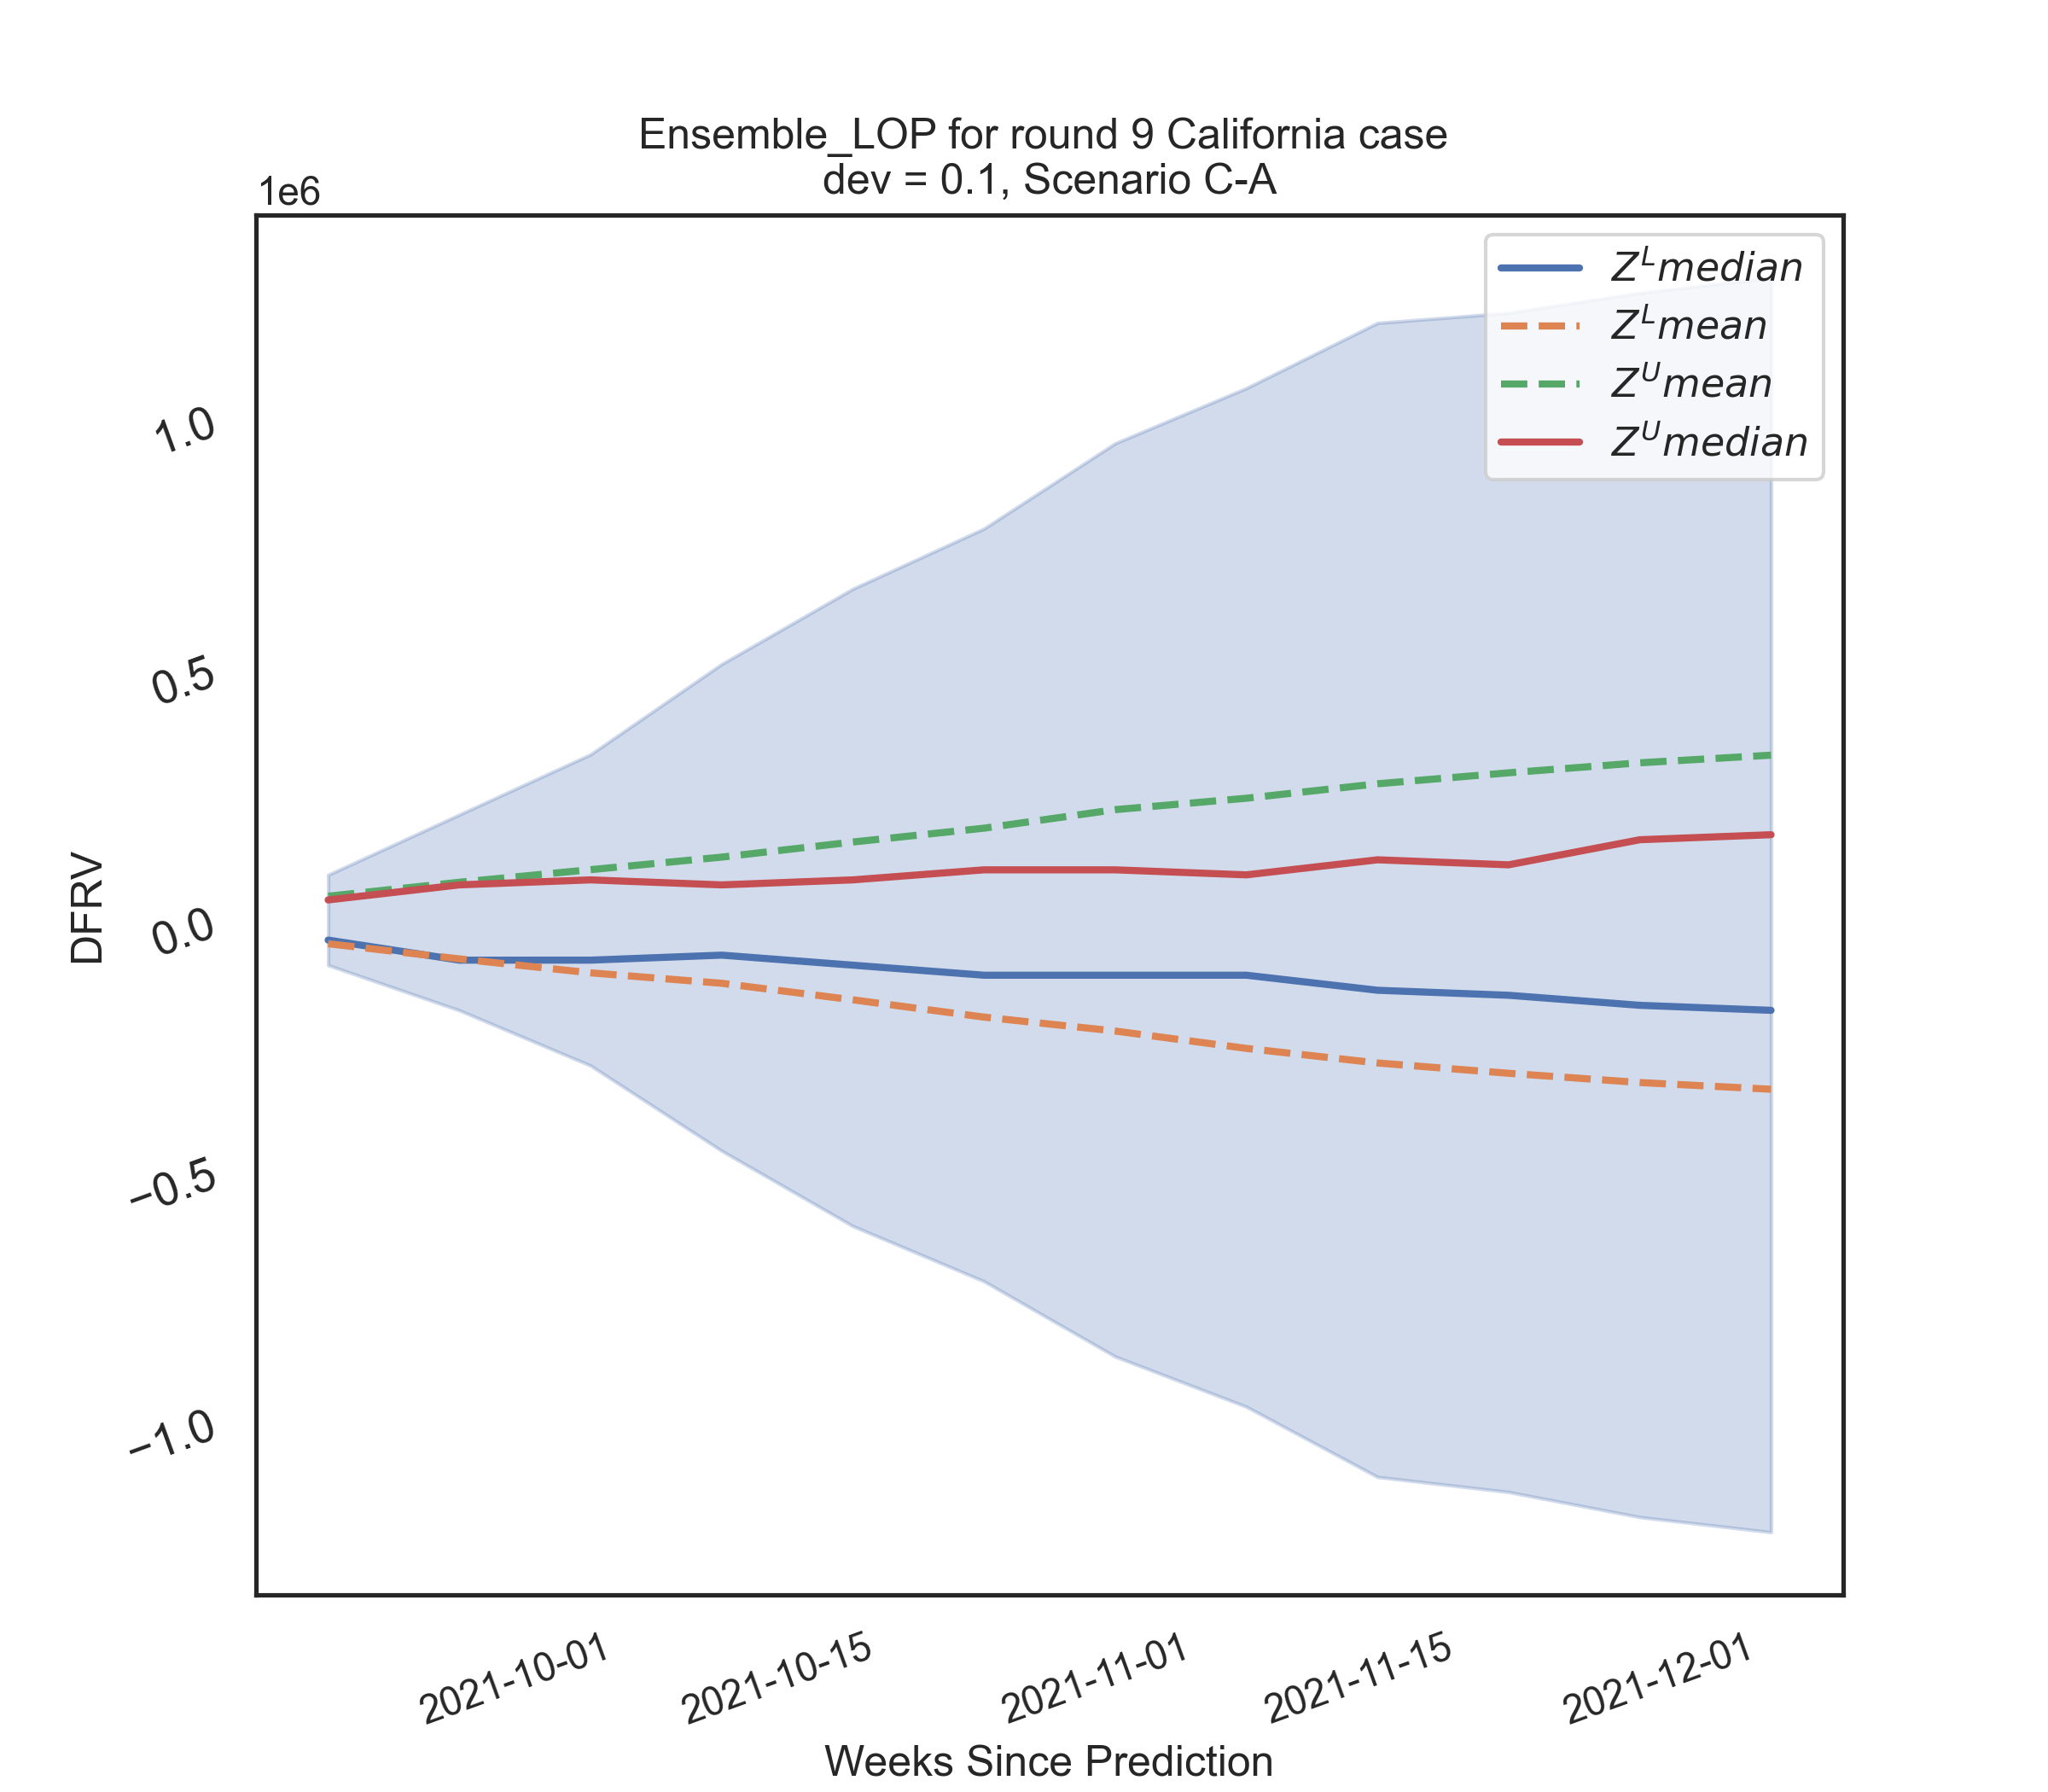 Ensemble_LOP for round 9 California case
dev = 0.1, Scenario C-A
1e6
Z^L median
Z^L mean
Z^U mean
Z^U median
1.0
0.5
0.0
−0.5
−1.0
DFRV
2021-10-01
2021-10-15
2021-11-01
2021-11-15
2021-12-01
Weeks Since Prediction